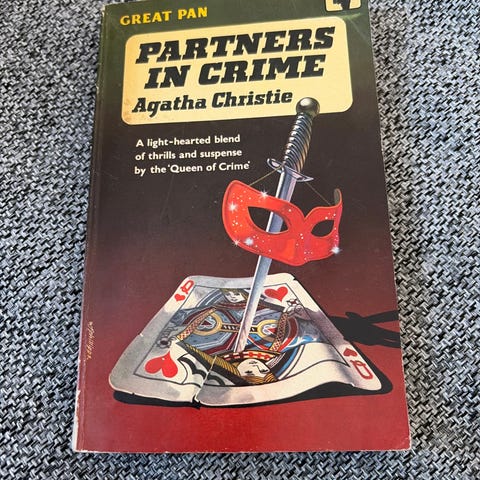 GREAT PAN
PARTNERS
IN CRIME
Agatha Christie
A light-hearted blend
of thrills and suspense
by the 'Queen of Crime'
Q
Q